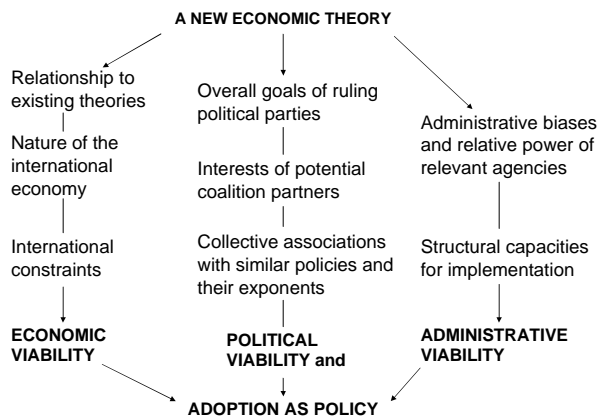 A NEW ECONOMIC THEORY
Relationship to
existing theories
Nature of the
international
economy
International
constraints
ECONOMIC
VIABILITY
Overall goals of ruling
political parties
Interests of potential
coalition partners
Collective associations
with similar policies and
their exponents
POLITICAL
VIABILITY and
Administrative biases
and relative power of
relevant agencies
Structural capacities
for implementation
ADMINISTRATIVE
VIABILITY
ADOPTION AS POLICY